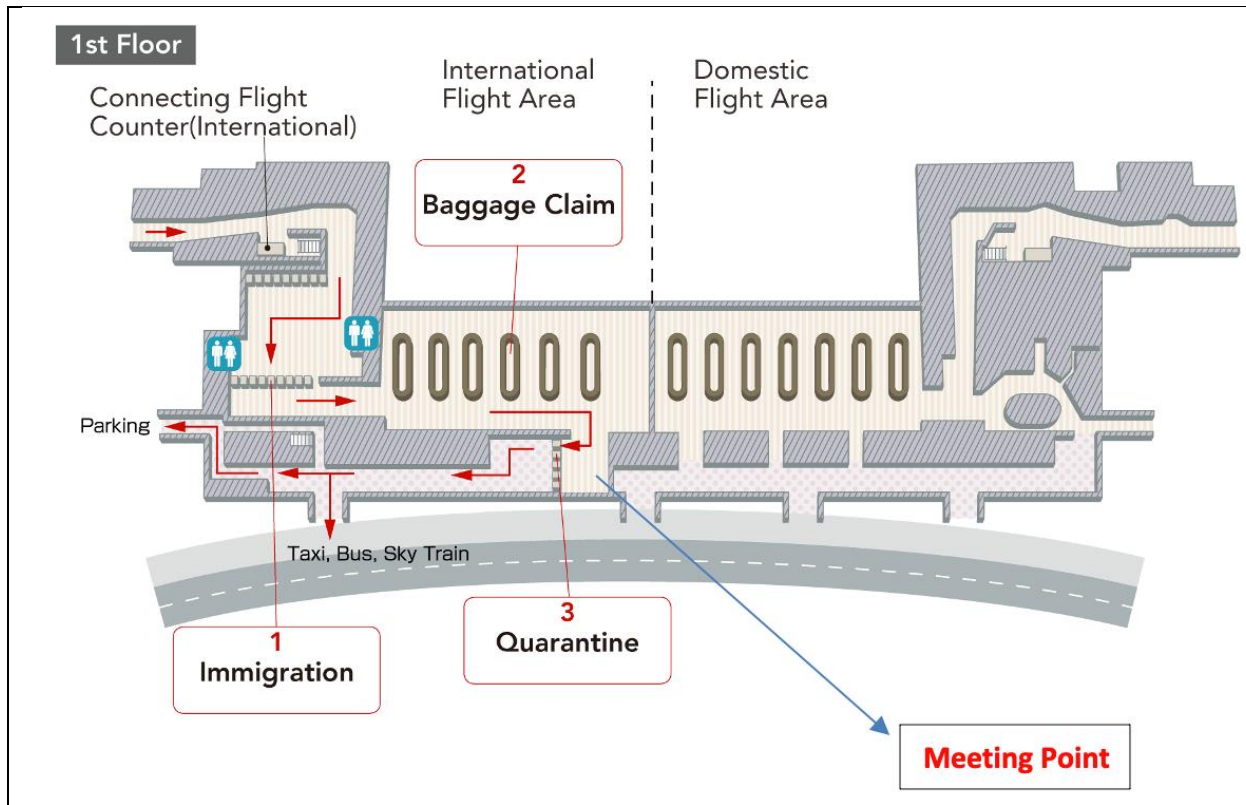 1st Floor
International
Flight Area
Domestic
Flight Area
Connecting Flight
Counter(International)
2
Baggage Claim
Parking
Taxi, Bus, Sky Train
1
Immigration
3
Quarantine
Meeting Point